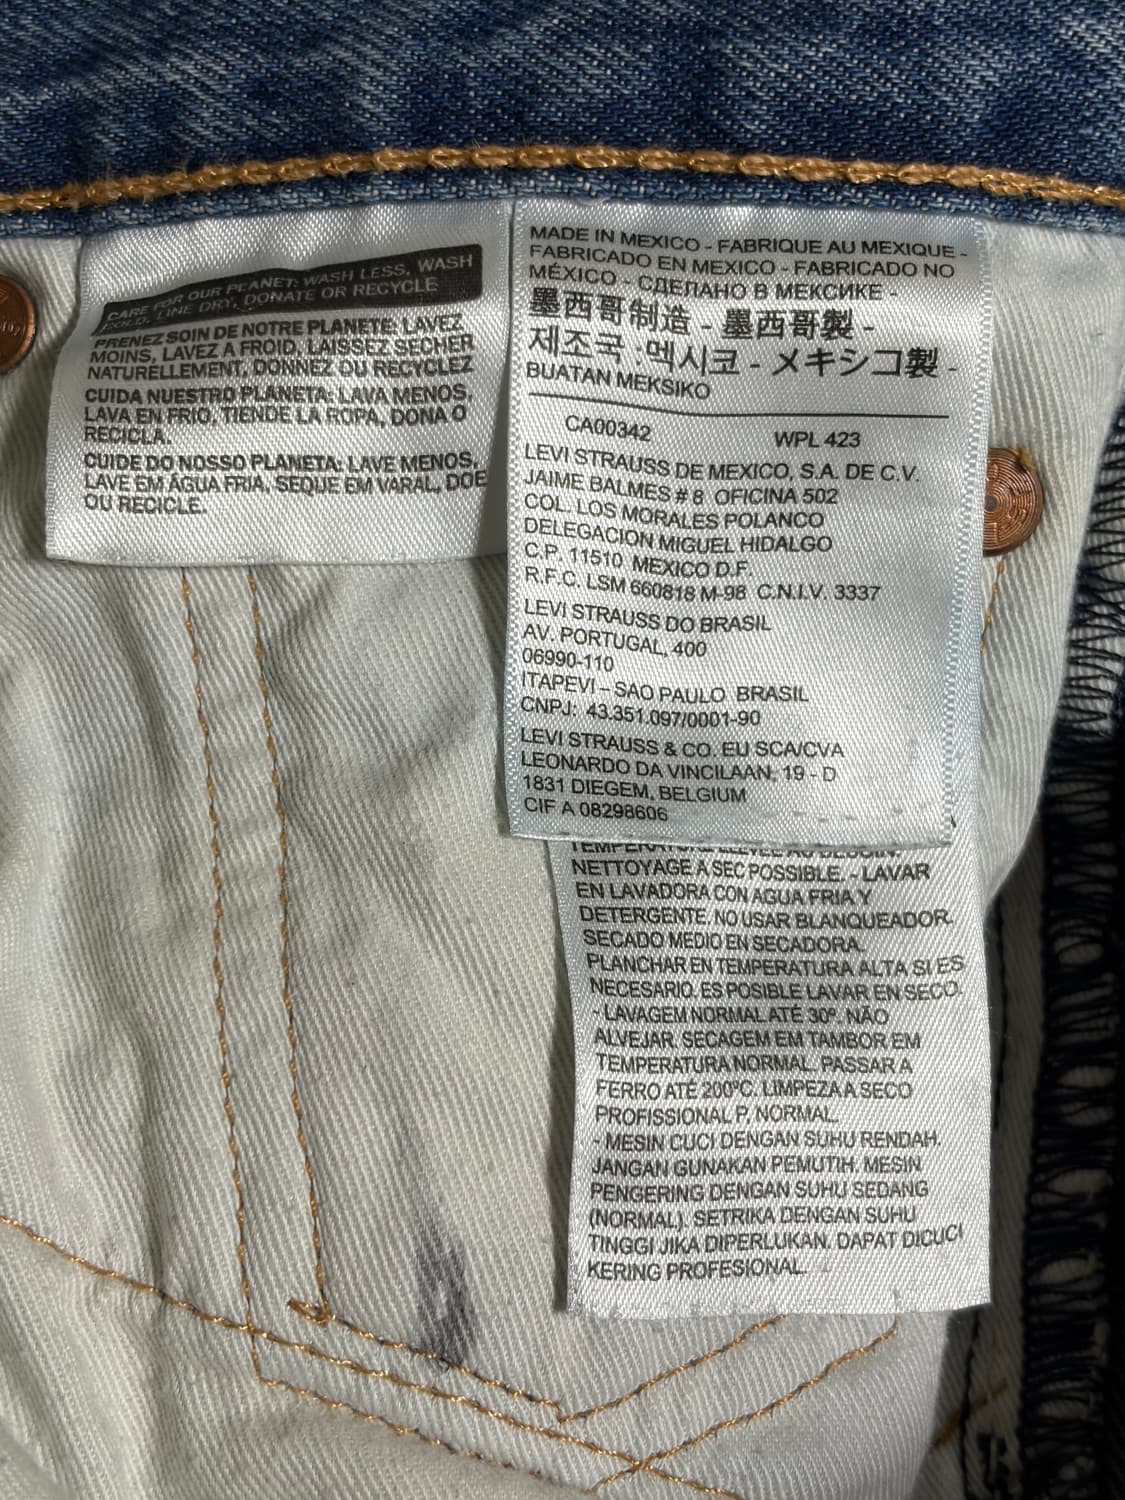 CARE FOR OUR PLANET: WASH LESS, WASH
COLD, LINE DRY, DONATE OR RECYCLE
PRENEZ SOIN DE NOTRE PLANETE: LAVEZ
MOINS, LAVEZ A FROID, LAISSEZ SECHER
NATURELLEMENT, DONNEZ OU RECYCLEZ
CUIDA NUESTRO PLANETA: LAVA MENOS,
LAVA EN FRIO, TIENDE LA ROPA, DONA O
RECICLA.
CUIDE DO NOSSO PLANETA: LAVE MENOS,
LAVE EM ÁGUA FRIA, SEQUE EM VARAL, DOE
OU RECICLE.
MADE IN MEXICO - FABRIQUE AU MEXIQUE -
FABRICADO EN MEXICO - FABRICADO NO
MÉXICO - СДЕЛАНО В МЕКСИКЕ -
墨西哥制造 - 墨西哥製 -
제조국 :멕시코 - メキシコ製 -
BUATAN MEKSIKO
CA00342 WPL 423
LEVI STRAUSS DE MEXICO, S.A. DE C.V.
JAIME BALMES # 8 OFICINA 502
COL. LOS MORALES POLANCO
DELEGACION MIGUEL HIDALGO
C.P. 11510 MEXICO D.F.
R.F.C. LSM 660818 M-98 C.N.I.V. 3337
LEVI STRAUSS DO BRASIL
AV. PORTUGAL, 400
06990-110
ITAPEVI – SAO PAULO BRASIL
CNPJ: 43.351.097/0001-90
LEVI STRAUSS & CO. EU SCA/CVA
LEONARDO DA VINCILAAN, 19 - D
1831 DIEGEM, BELGIUM
CIF A 08298606
NETTOYAGE A SEC POSSIBLE. - LAVAR
EN LAVADORA CON AGUA FRIA Y
DETERGENTE. NO USAR BLANQUEADOR.
SECADO MEDIO EN SECADORA.
PLANCHAR EN TEMPERATURA ALTA SI ES
NECESARIO. ES POSIBLE LAVAR EN SECO.
- LAVAGEM NORMAL ATÉ 30º. NÃO
ALVEJAR. SECAGEM EM TAMBOR EM
TEMPERATURA NORMAL. PASSAR A
FERRO ATÉ 200ºC. LIMPEZA A SECO
PROFISSIONAL P, NORMAL.
- MESIN CUCI DENGAN SUHU RENDAH.
JANGAN GUNAKAN PEMUTIH. MESIN
PENGERING DENGAN SUHU SEDANG
(NORMAL). SETRIKA DENGAN SUHU
TINGGI JIKA DIPERLUKAN. DAPAT DICUCI
KERING PROFESIONAL.